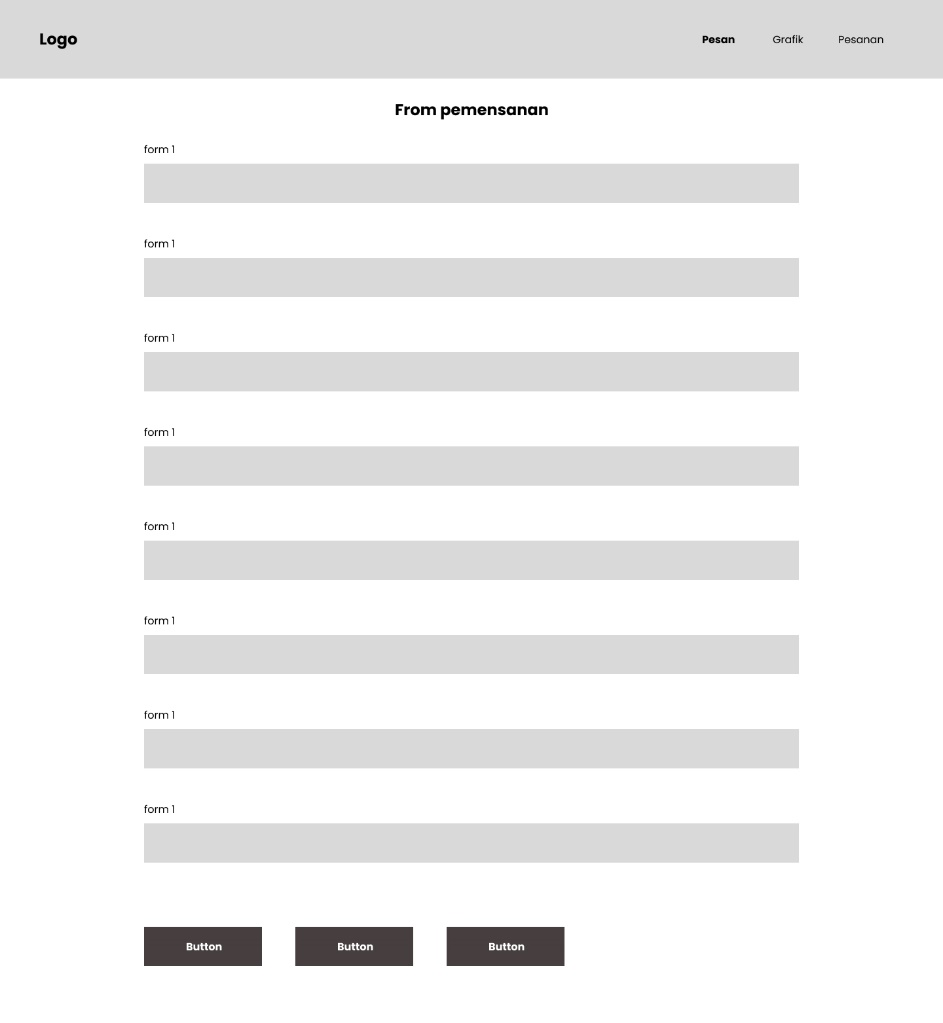 Logo
Pesan
Grafik
Pesanan
From pemensanan
form 1
form 1
form 1
form 1
form 1
form 1
form 1
form 1
Button
Button
Button